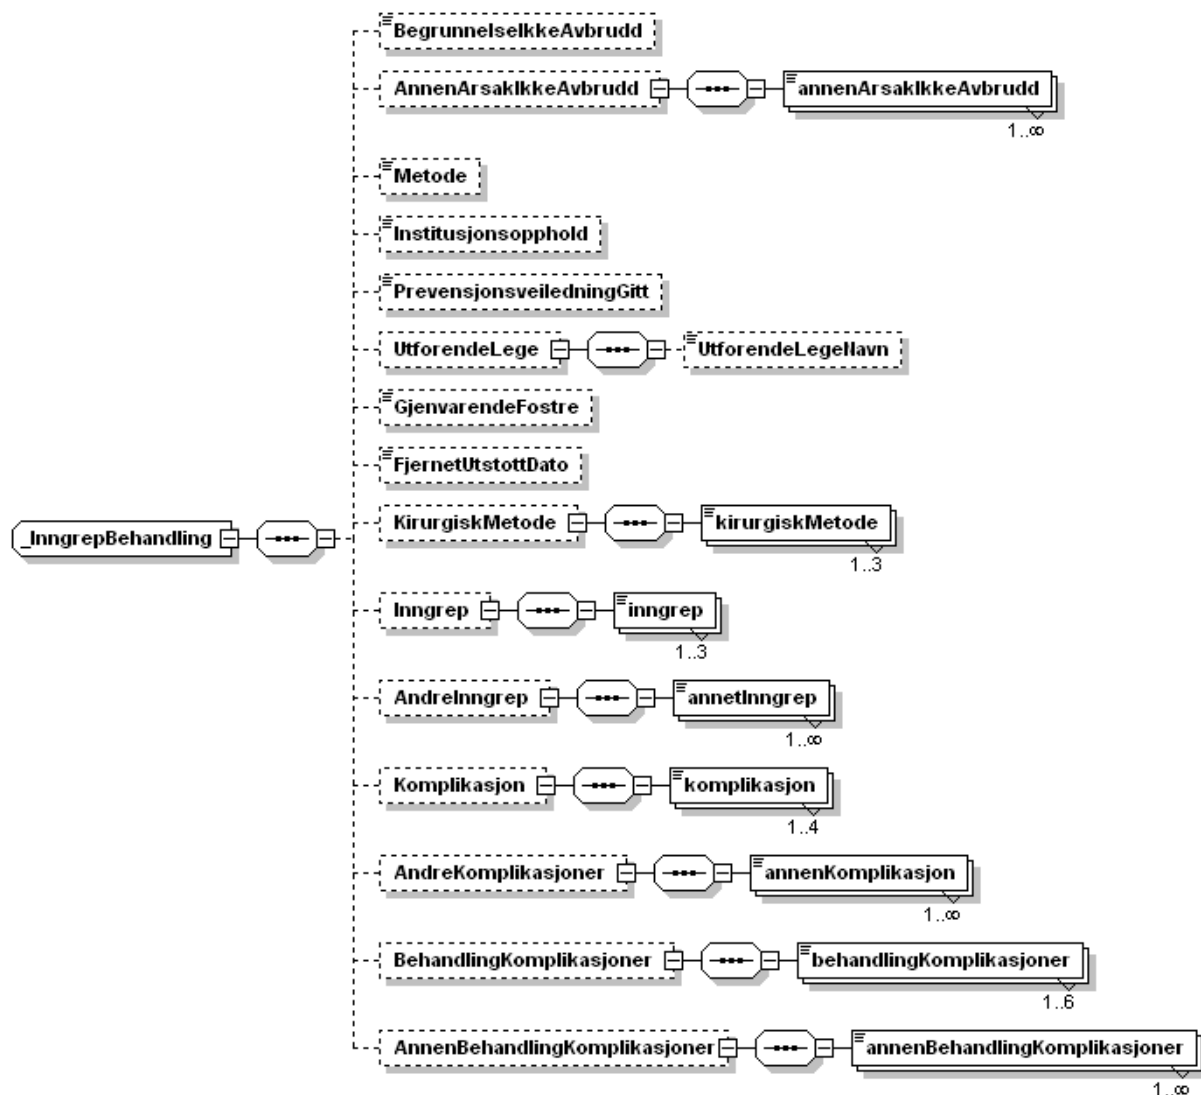 BegrunnelseIkkeAvbrudd
AnnenArsakIkkeAvbrudd annenArsakIkkeAvbrudd
1..∞
Metode
Institusjonsopphold
PrevensjonsveiledningGitt
UtforendeLege UtforendeLegeNavn
GjenvarendeFostre
FjernetUtstottDato
KirurgiskMetode kirurgiskMetode
_InngrepBehandling
1..3
Inngrep inngrep
1..3
AndreInngrep annetInngrep
1..∞
Komplikasjon komplikasjon
1..4
AndreKomplikasjoner annenKomplikasjon
1..∞
BehandlingKomplikasjoner behandlingKomplikasjoner
1..6
AnnenBehandlingKomplikasjoner annenBehandlingKomplikasjoner
1..∞